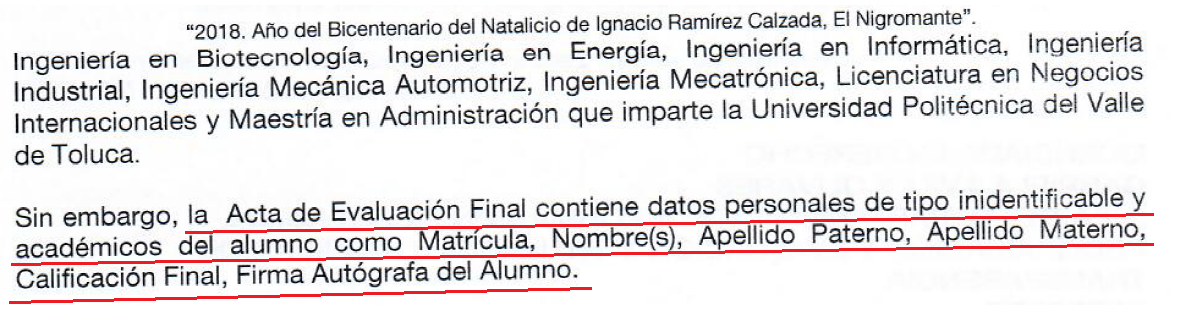 “2018. Año del Bicentenario del Natalicio de Ignacio Ramírez Calzada, El Nigromante”.
Ingeniería en Biotecnología, Ingeniería en Energía, Ingeniería en Informática, Ingeniería
Industrial, Ingeniería Mecánica Automotriz, Ingeniería Mecatrónica, Licenciatura en Negocios
Internacionales y Maestría en Administración que imparte la Universidad Politécnica del Valle
de Toluca.
Sin embargo, la Acta de Evaluación Final contiene datos personales de tipo inidentificable y
académicos del alumno como Matrícula, Nombre(s), Apellido Paterno, Apellido Materno,
Calificación Final, Firma Autógrafa del Alumno.